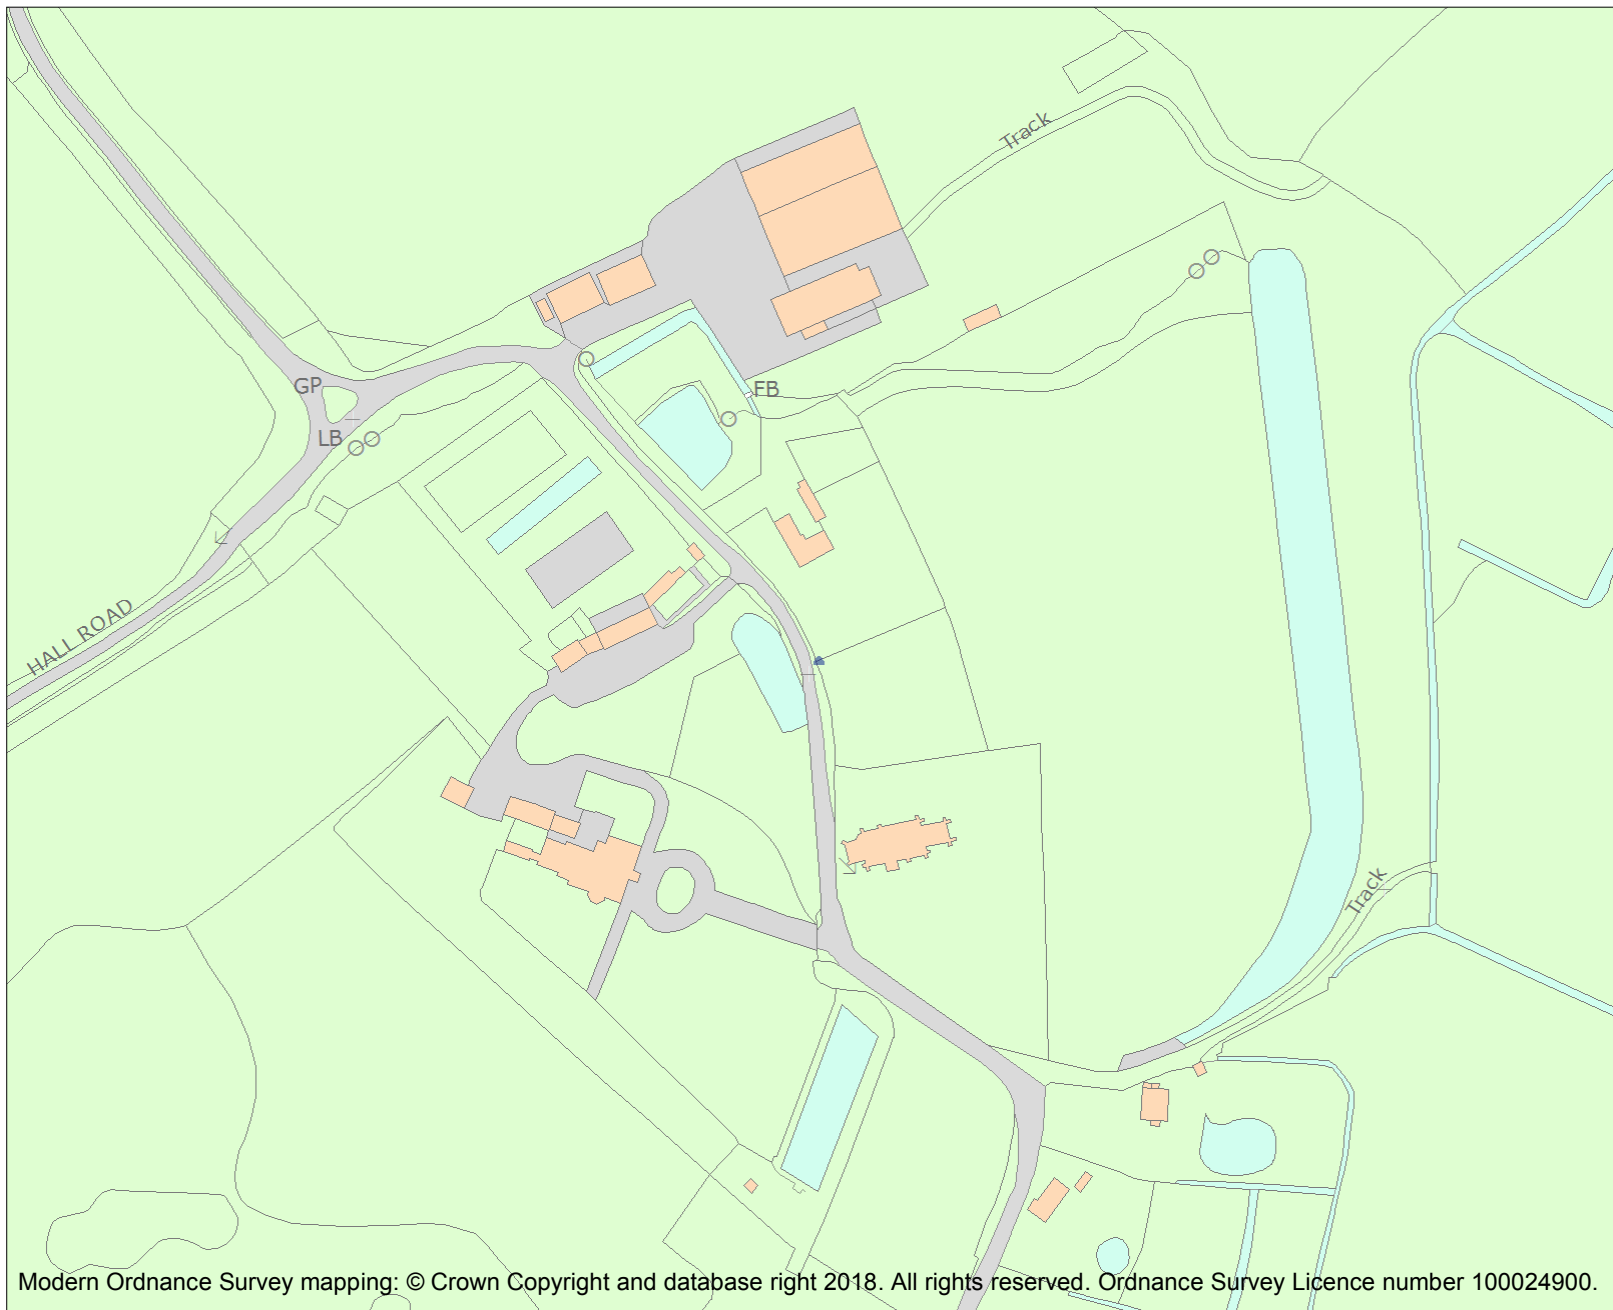 Track
GP
FB
LB
HALL ROAD
Track
Modern Ordnance Survey mapping: © Crown Copyright and database right 2018. All rights reserved. Ordnance Survey Licence number 100024900.